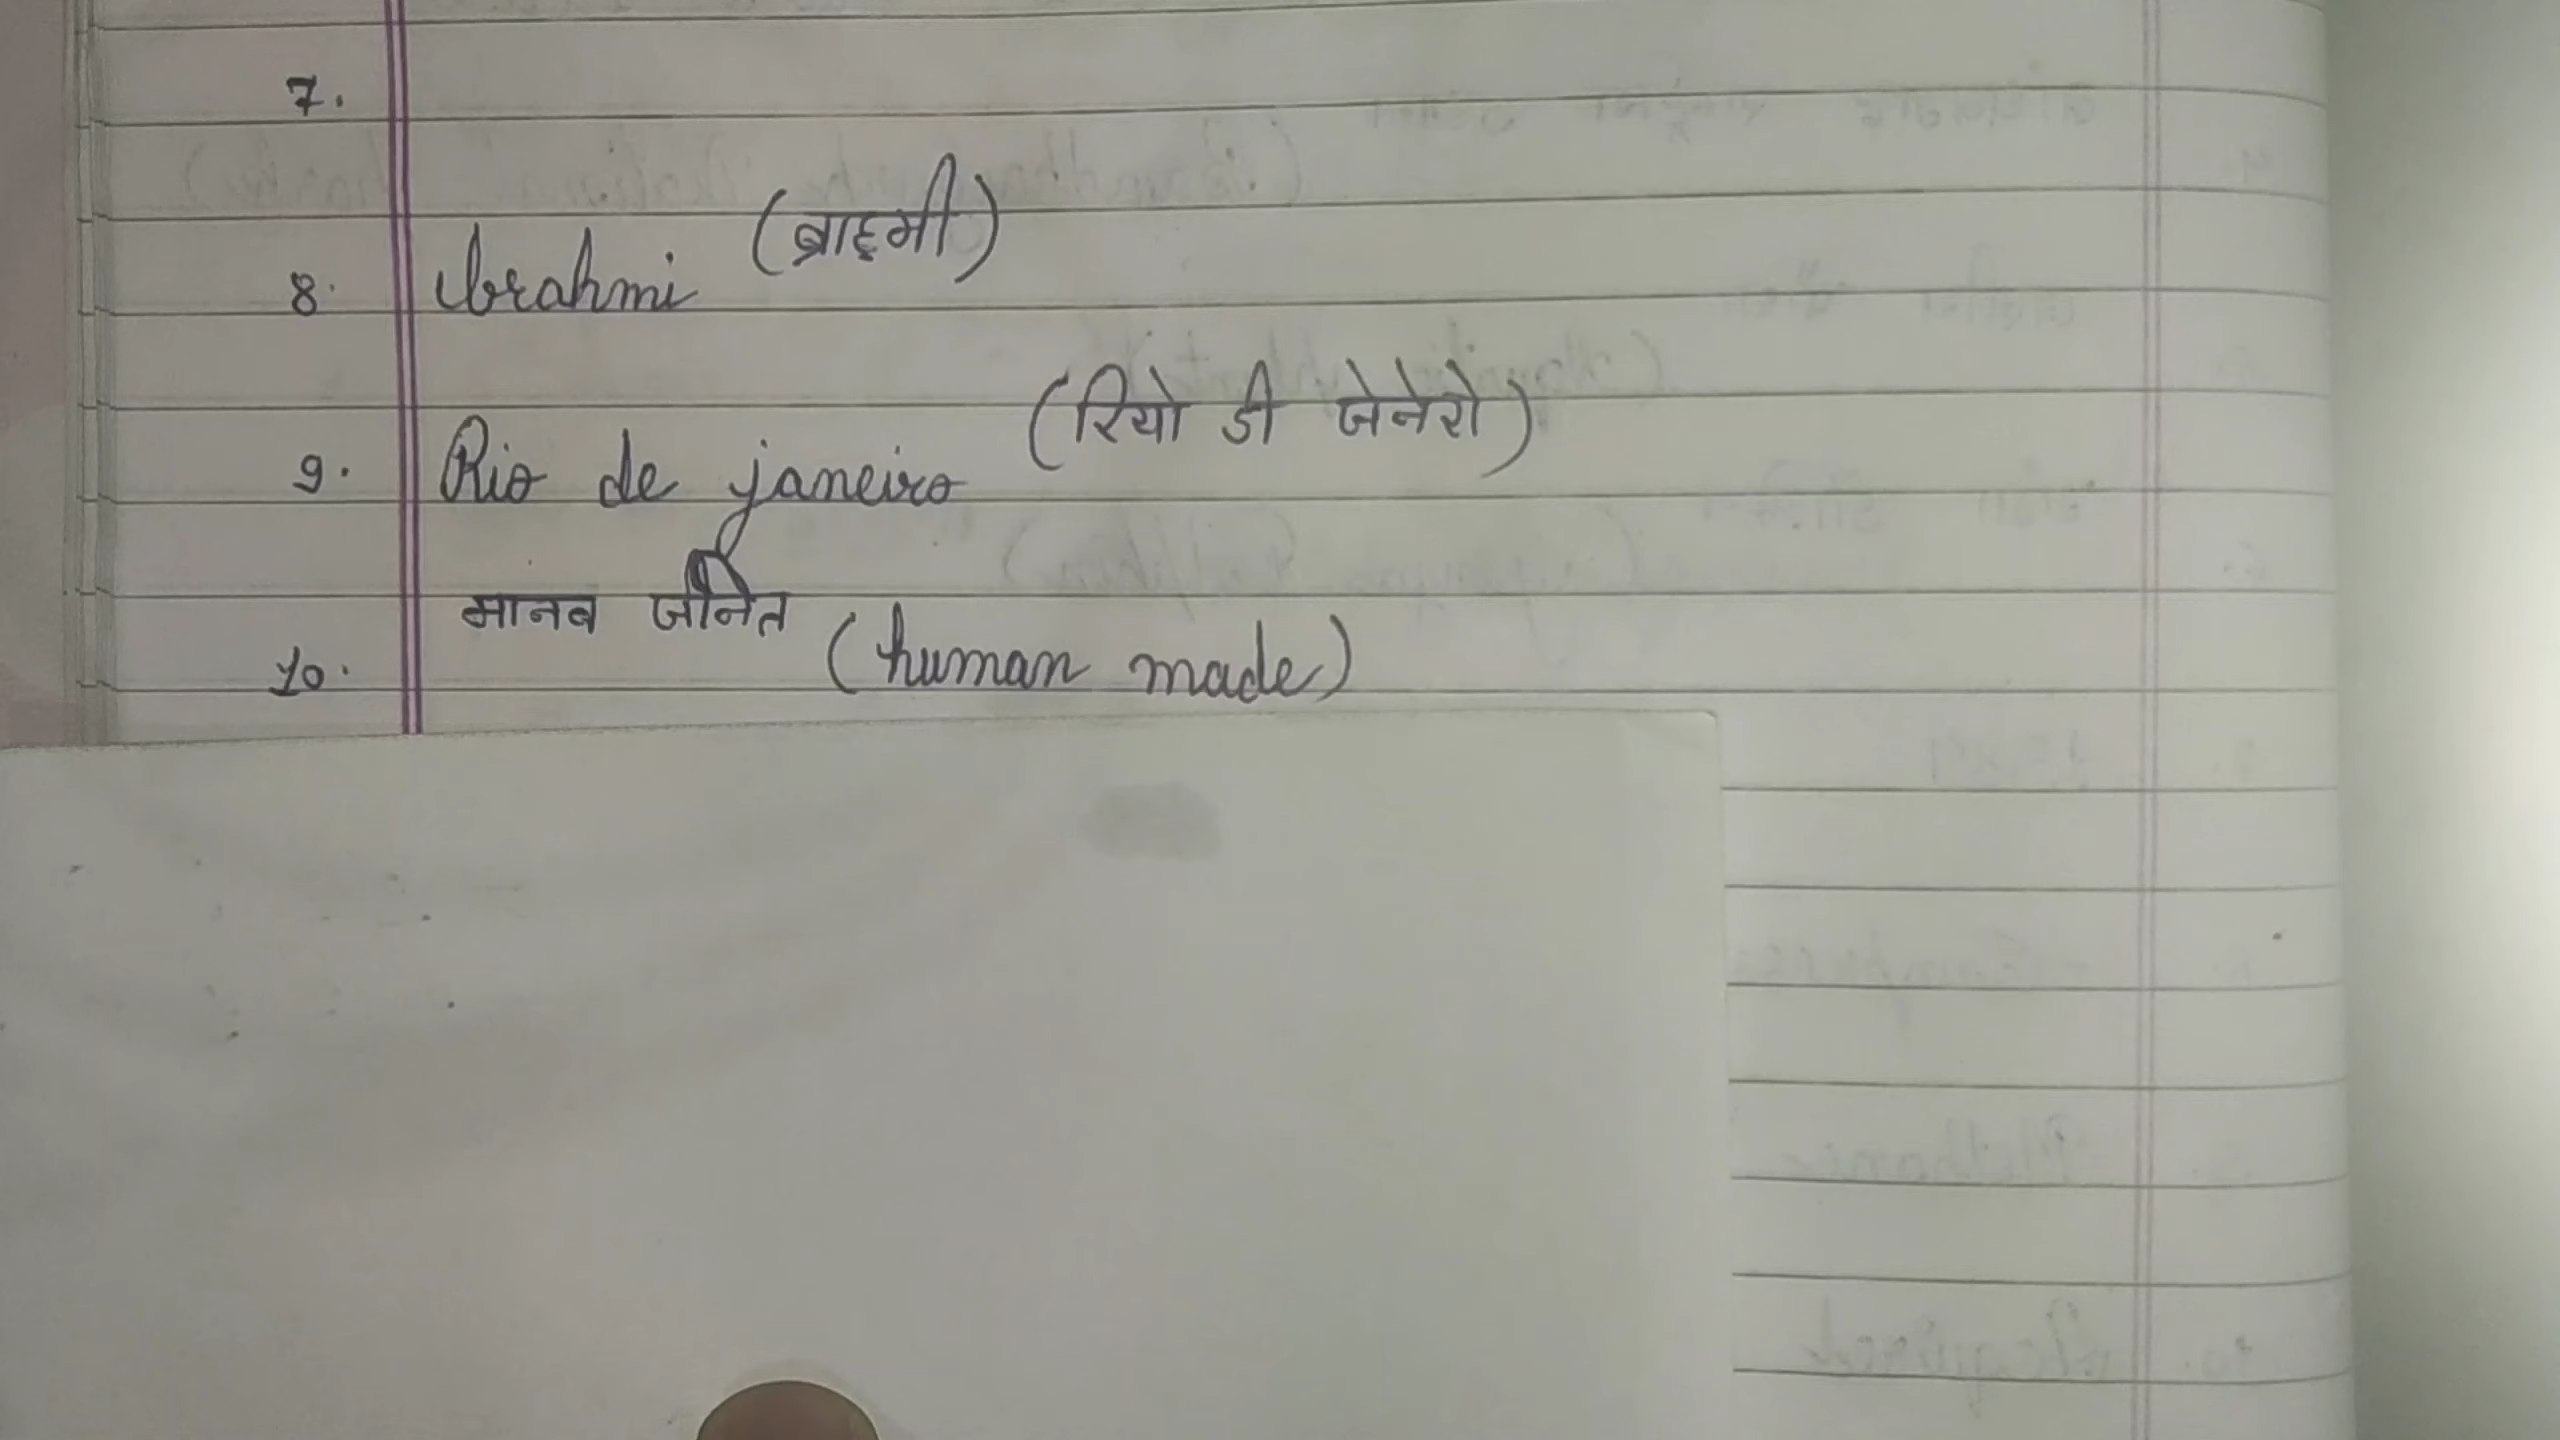 7.
8. brahmi (ब्राह्मी)
9. Rio de janeiro (रियो डी जेनेरो)
मानव जनित
10. (human made)